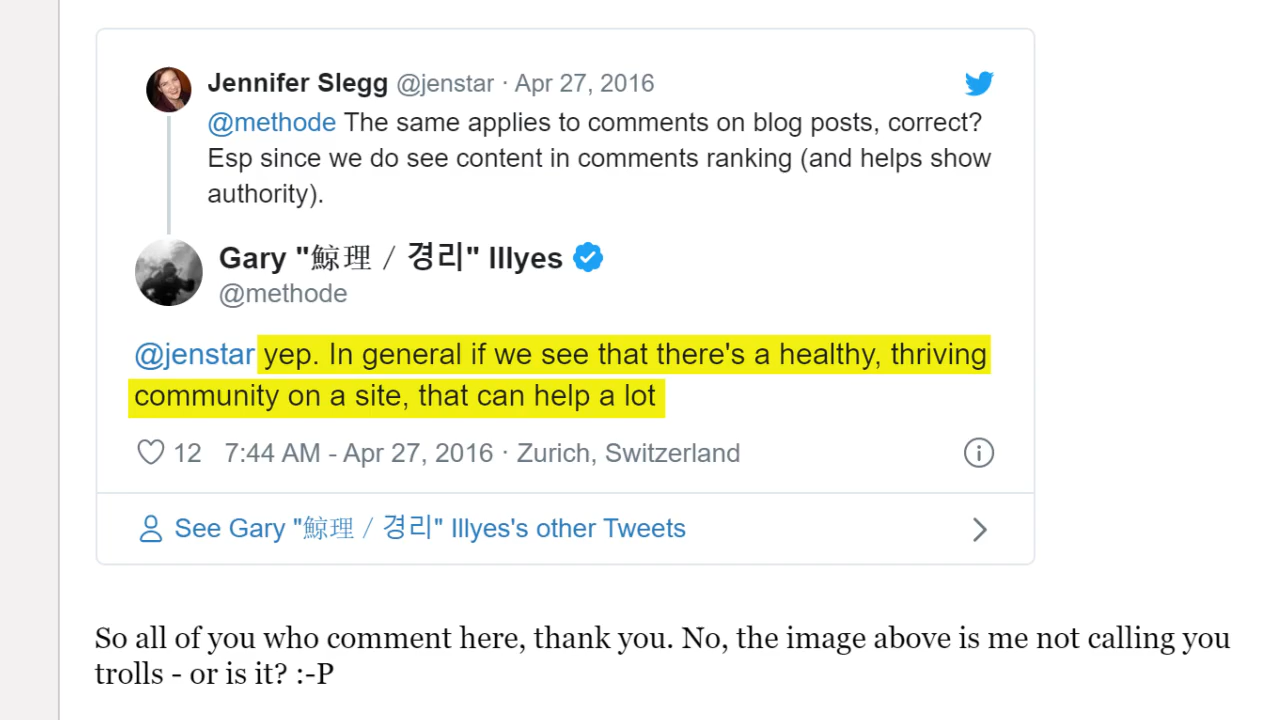 Jennifer Slegg @jenstar · Apr 27, 2016
@methode The same applies to comments on blog posts, correct?
Esp since we do see content in comments ranking (and helps show
authority).
Gary "鯨理 / 경리" Illyes
@methode
@jenstar yep. In general if we see that there's a healthy, thriving
community on a site, that can help a lot
12 7:44 AM - Apr 27, 2016 · Zurich, Switzerland
See Gary "鯨理 / 경리" Illyes's other Tweets
So all of you who comment here, thank you. No, the image above is me not calling you
trolls - or is it? :-P